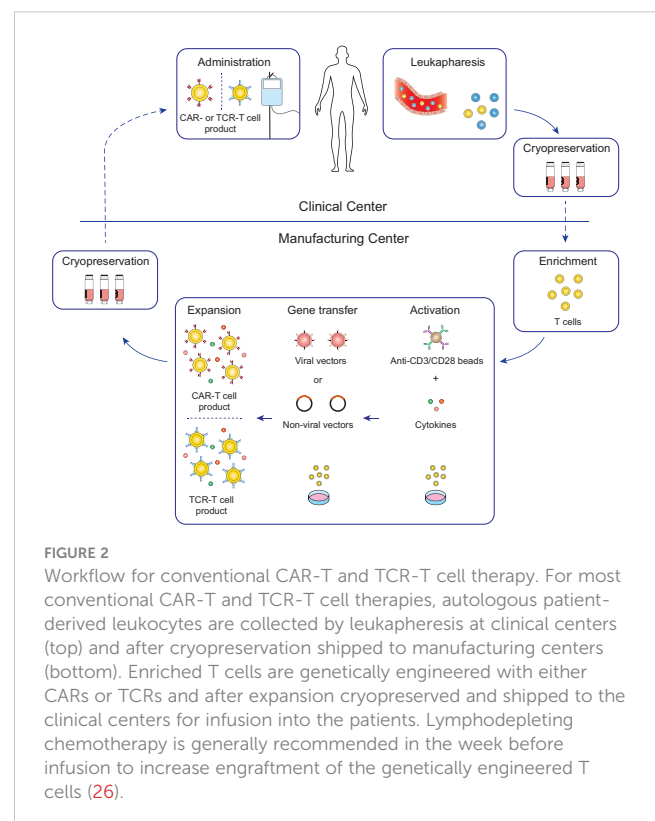 Administration
CAR- or TCR-T cell
product
Leukapharesis
Cryopreservation
Clinical Center
Manufacturing Center
Cryopreservation
Enrichment
T cells
Expansion
Gene transfer
Activation
Viral vectors
Anti-CD3/CD28 beads
or
+
CAR-T cell
product
Non-viral vectors
Cytokines
TCR-T cell
product
FIGURE 2
Workflow for conventional CAR-T and TCR-T cell therapy. For most
conventional CAR-T and TCR-T cell therapies, autologous patient-
derived leukocytes are collected by leukapheresis at clinical centers
(top) and after cryopreservation shipped to manufacturing centers
(bottom). Enriched T cells are genetically engineered with either
CARs or TCRs and after expansion cryopreserved and shipped to the
clinical centers for infusion into the patients. Lymphodepleting
chemotherapy is generally recommended in the week before
infusion to increase engraftment of the genetically engineered T
cells (26).